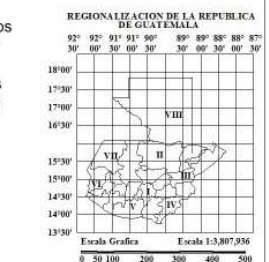 os
s
REGIONALIZACION DE LA REPUBLICA
DE GUATEMALA
92° 92° 91° 91° 90° 89° 89° 88° 88° 87°
30' 00' 30' 00' 30' 30' 00' 30' 00' 30'
18°00'
17°30'
17°00'
16°30'
VIII
VII
II
15°30'
VI
III
15°00'
I
14°30'
V
IV
14°00'
13°30'
Escala Grafica Escala 1:3,807,936
0 50 100 200 300 400 500